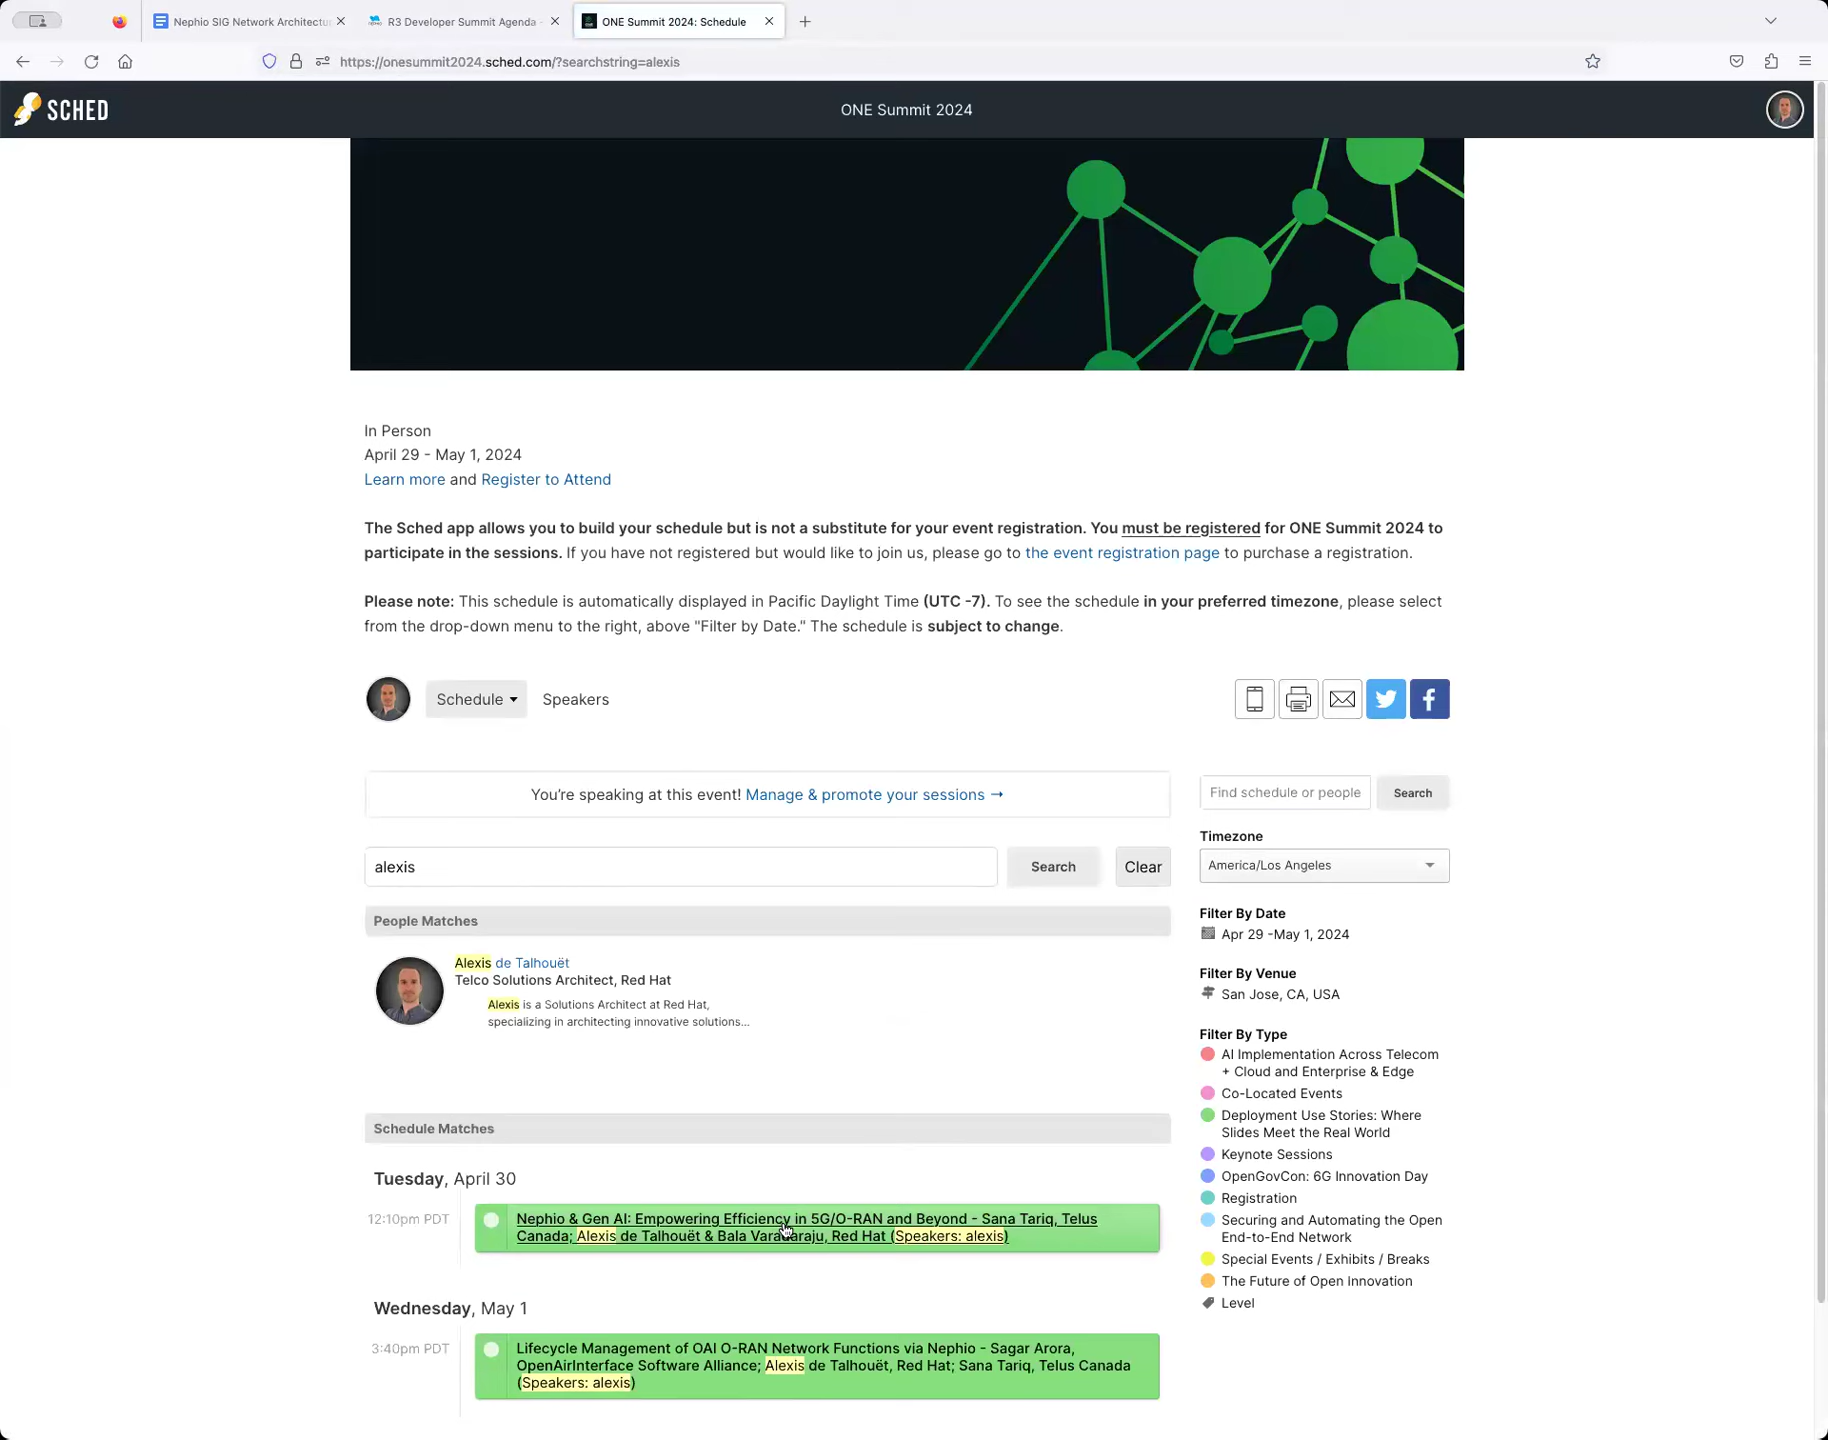 Nephio SIG Network Architectu
R3 Developer Summit Agenda -
ONE Summit 2024: Schedule
https://onesummit2024.sched.com/?searchstring=alexis
SCHED
ONE Summit 2024
In Person
April 29 - May 1, 2024
Learn more and Register to Attend
The Sched app allows you to build your schedule but is not a substitute for your event registration. You must be registered for ONE Summit 2024 to
participate in the sessions. If you have not registered but would like to join us, please go to the event registration page to purchase a registration.
Please note: This schedule is automatically displayed in Pacific Daylight Time (UTC -7). To see the schedule in your preferred timezone, please select
from the drop-down menu to the right, above "Filter by Date." The schedule is subject to change.
Schedule
Speakers
You're speaking at this event! Manage & promote your sessions →
alexis
Search
Clear
People Matches
Alexis de Talhouët
Telco Solutions Architect, Red Hat
Alexis is a Solutions Architect at Red Hat,
specializing in architecting innovative solutions...
Schedule Matches
Tuesday, April 30
12:10pm PDT
Nephio & Gen AI: Empowering Efficiency in 5G/O-RAN and Beyond - Sana Tariq, Telus
Canada; Alexis de Talhouët & Bala Varadaraju, Red Hat (Speakers: alexis)
Wednesday, May 1
3:40pm PDT
Lifecycle Management of OAI O-RAN Network Functions via Nephio - Sagar Arora,
OpenAirInterface Software Alliance; Alexis de Talhouët, Red Hat; Sana Tariq, Telus Canada
(Speakers: alexis)
Find schedule or people
Search
Timezone
America/Los Angeles
Filter By Date
Apr 29 -May 1, 2024
Filter By Venue
San Jose, CA, USA
Filter By Type
AI Implementation Across Telecom
+ Cloud and Enterprise & Edge
Co-Located Events
Deployment Use Stories: Where
Slides Meet the Real World
Keynote Sessions
OpenGovCon: 6G Innovation Day
Registration
Securing and Automating the Open
End-to-End Network
Special Events / Exhibits / Breaks
The Future of Open Innovation
Level